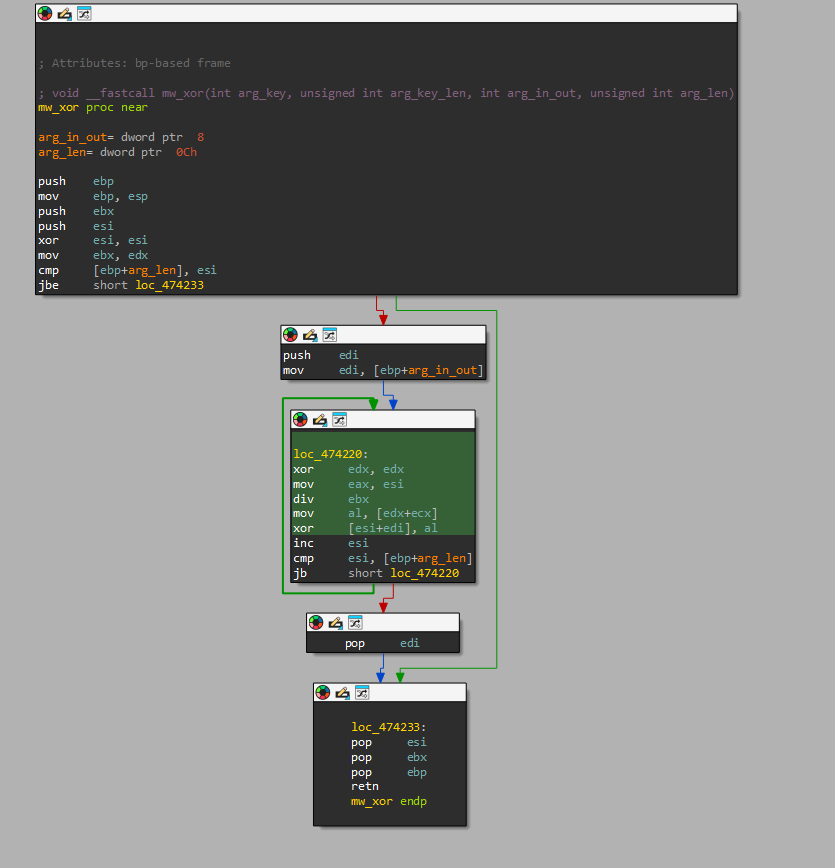 ; Attributes: bp-based frame
; void __fastcall mw_xor(int arg_key, unsigned int arg_key_len, int arg_in_out, unsigned int arg_len)
mw_xor proc near
arg_in_out= dword ptr  8
arg_len= dword ptr  0Ch
push    ebp
mov     ebp, esp
push    ebx
push    esi
xor     esi, esi
mov     ebx, edx
cmp     [ebp+arg_len], esi
jbe     short loc_474233
push    edi
mov     edi, [ebp+arg_in_out]
loc_474220:
xor     edx, edx
mov     eax, esi
div     ebx
mov     al, [edx+ecx]
xor     [esi+edi], al
inc     esi
cmp     esi, [ebp+arg_len]
jb      short loc_474220
pop     edi
loc_474233:
pop     esi
pop     ebx
pop     ebp
retn
mw_xor endp